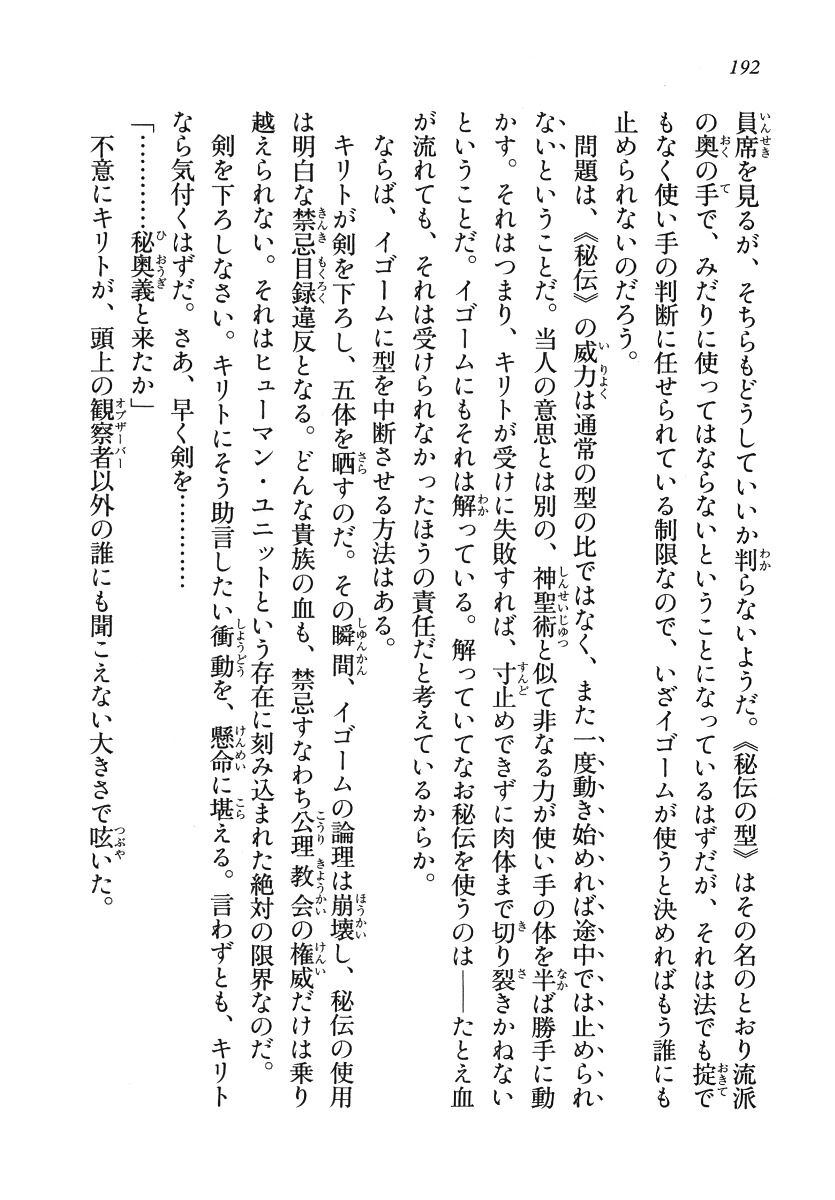 192
員席を見るが、そちらもどうしていいか判らないようだ。《秘伝の型》はその名のとおり流派
の奥の手で、みだりに使ってはならないということになっているはずだが、それは法でも掟で
もなく使い手の判断に任せられている制限なので、いざイゴームが使うと決めればもう誰にも
止められないのだろう。
問題は、《秘伝》の威力は通常の型の比ではなく、また一度動き始めれば途中では止められ
ないということだ。当人の意思とは別の、神聖術と似て非なる力が使い手の体を半ば勝手に動
かす。それはつまり、キリトが受けに失敗すれば、寸止めできずに肉体まで切り裂きかねない
ということだ。イゴームにもそれは解っている。解っていてなお秘伝を使うのは――たとえ血
が流れても、それは受けられなかったほうの責任だと考えているからか。
ならば、イゴームに型を中断させる方法はある。
キリトが剣を下ろし、五体を晒すのだ。その瞬間、イゴームの論理は崩壊し、秘伝の使用
は明白な禁忌目録違反となる。どんな貴族の血も、禁忌すなわち公理教会の権威だけは乗り
越えられない。それはヒューマン・ユニットという存在に刻み込まれた絶対の限界なのだ。
剣を下ろしなさい。キリトにそう助言したい衝動を、懸命に堪える。言わずとも、キリト
なら気付くはずだ。さあ、早く剣を…………
「…………秘奥義と来たか」
不意にキリトが、頭上の観察者以外の誰にも聞こえない大きさで呟いた。